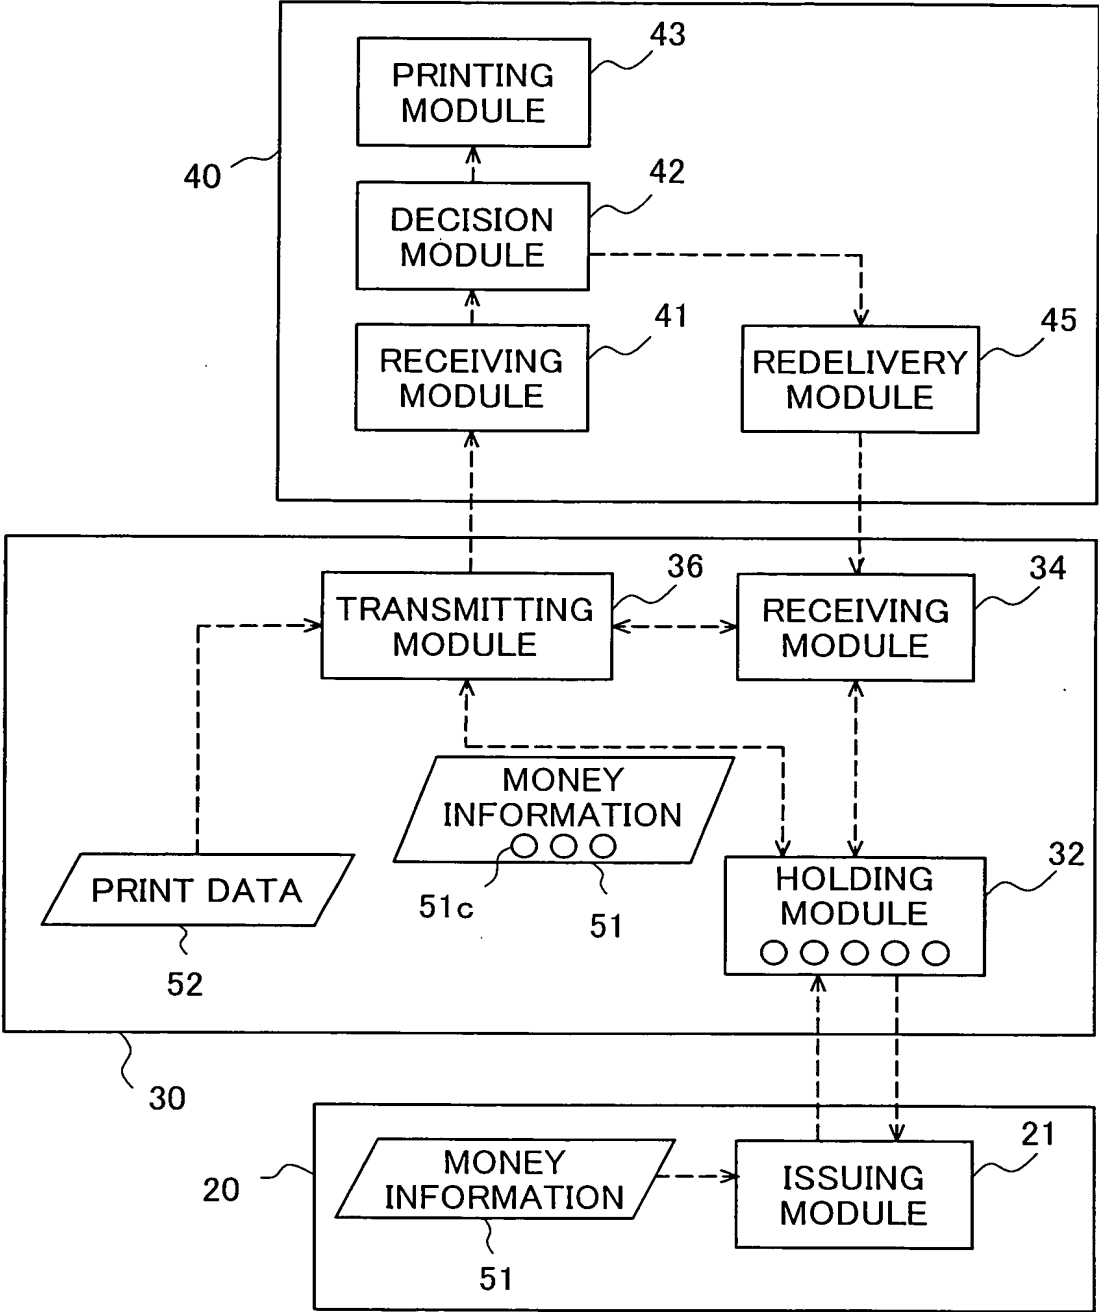 43
PRINTING
MODULE
40
42
DECISION
MODULE
41
RECEIVING
MODULE
45
REDELIVERY
MODULE
36
TRANSMITTING
MODULE
34
RECEIVING
MODULE
MONEY
INFORMATION
51c
51
PRINT DATA
52
32
HOLDING
MODULE
30
20
MONEY
INFORMATION
51
21
ISSUING
MODULE